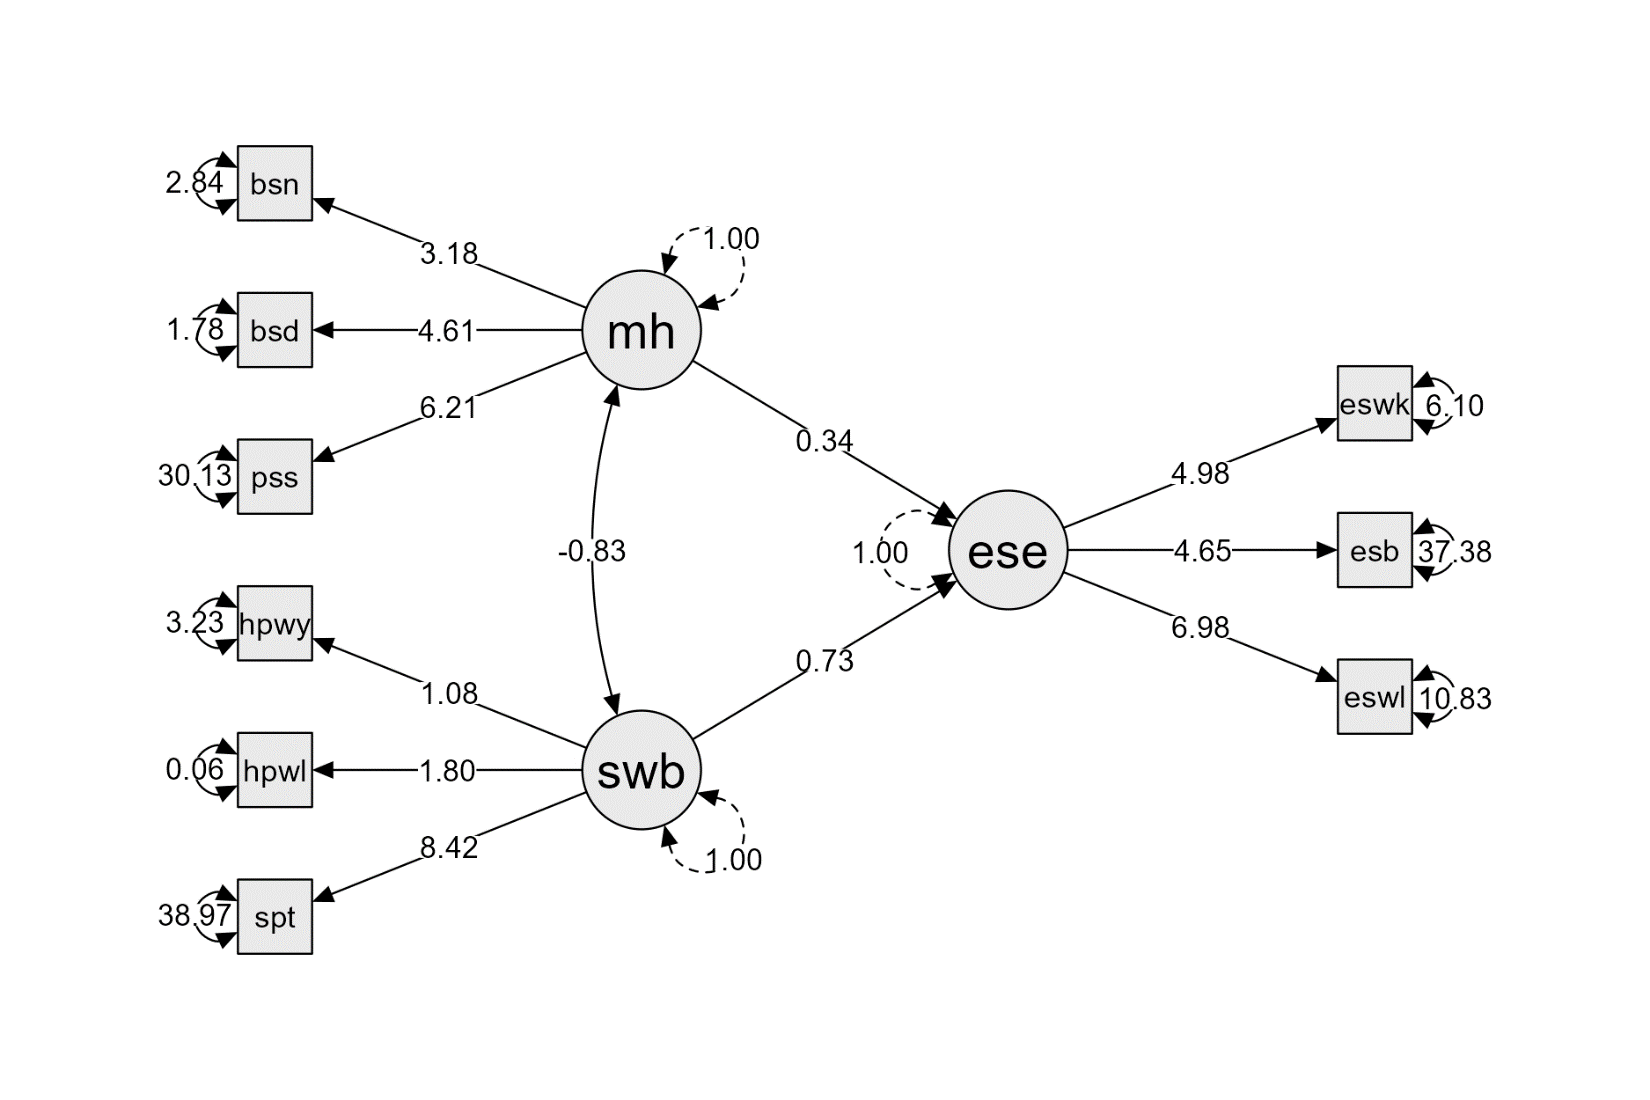 2.84 bsn
3.18
1.00
1.78 bsd
4.61
mh
6.21
30.13 pss
0.34
eswk 6.10
4.98
-0.83
1.00 ese
4.65
esb 37.38
3.23 hpwy
6.98
0.73
1.08
eswl 10.83
0.06 hpwl
1.80
swb
8.42
1.00
38.97 spt